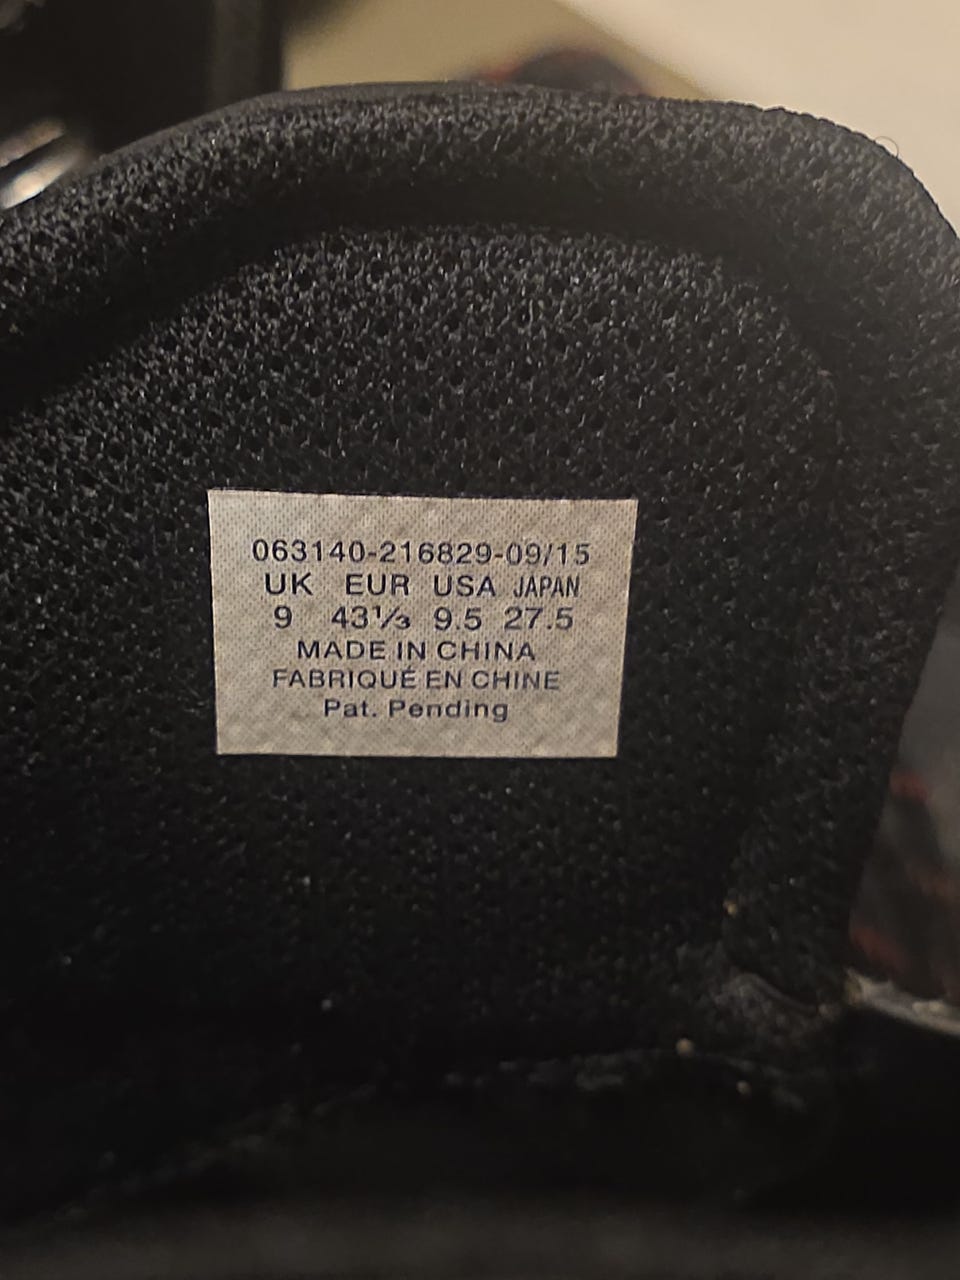 063140-216829-09/15
UK EUR USA JAPAN
9 43⅓ 9.5 27.5
MADE IN CHINA
FABRIQUÉ EN CHINE
Pat. Pending